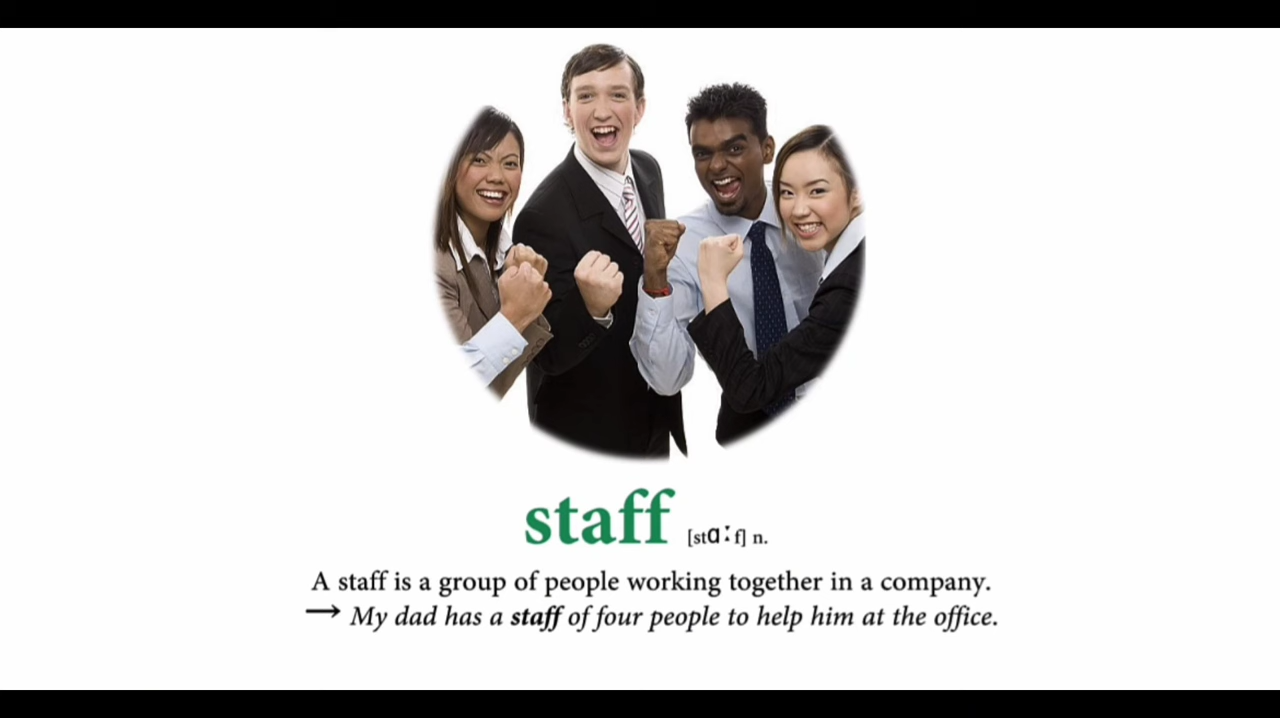 staff [stɑːf] n.
A staff is a group of people working together in a company.
→ My dad has a staff of four people to help him at the office.